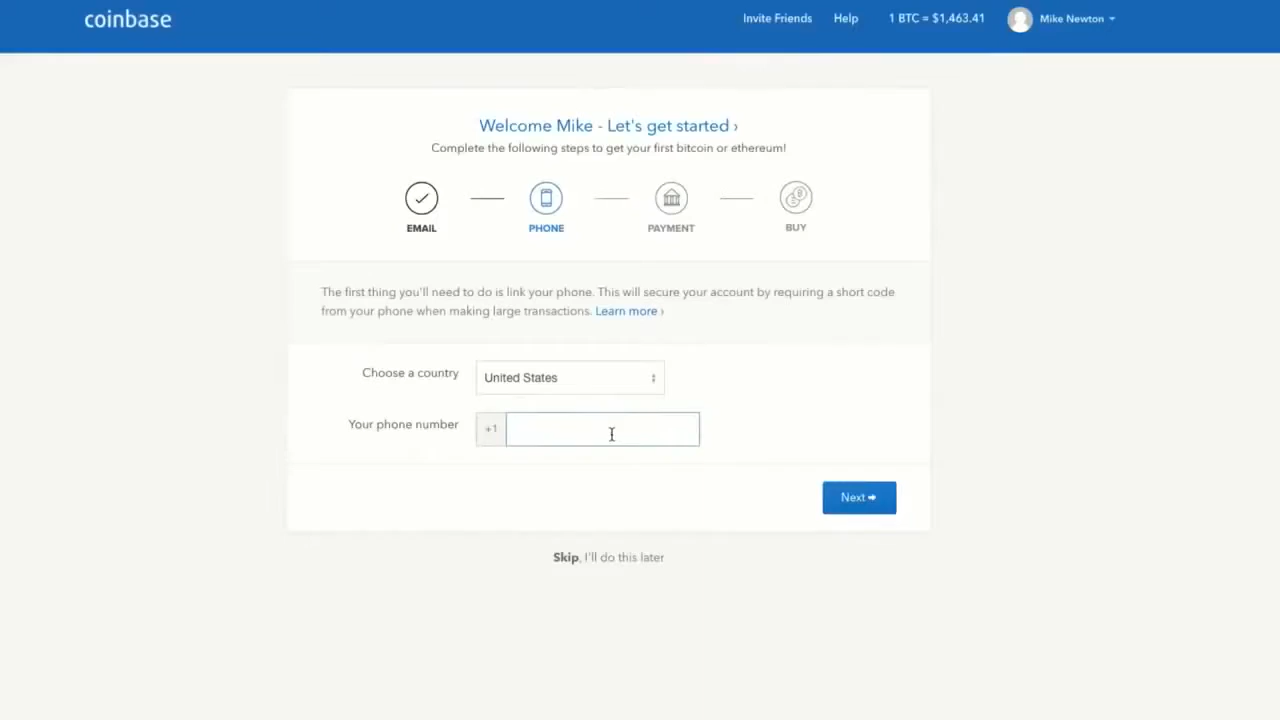 coinbase
Invite Friends Help 1 BTC = $1,463.41 Mike Newton
Welcome Mike - Let's get started ›
Complete the following steps to get your first bitcoin or ethereum!
EMAIL PHONE PAYMENT BUY
The first thing you'll need to do is link your phone. This will secure your account by requiring a short code
from your phone when making large transactions. Learn more ›
Choose a country United States
Your phone number +1
Next
Skip, I'll do this later